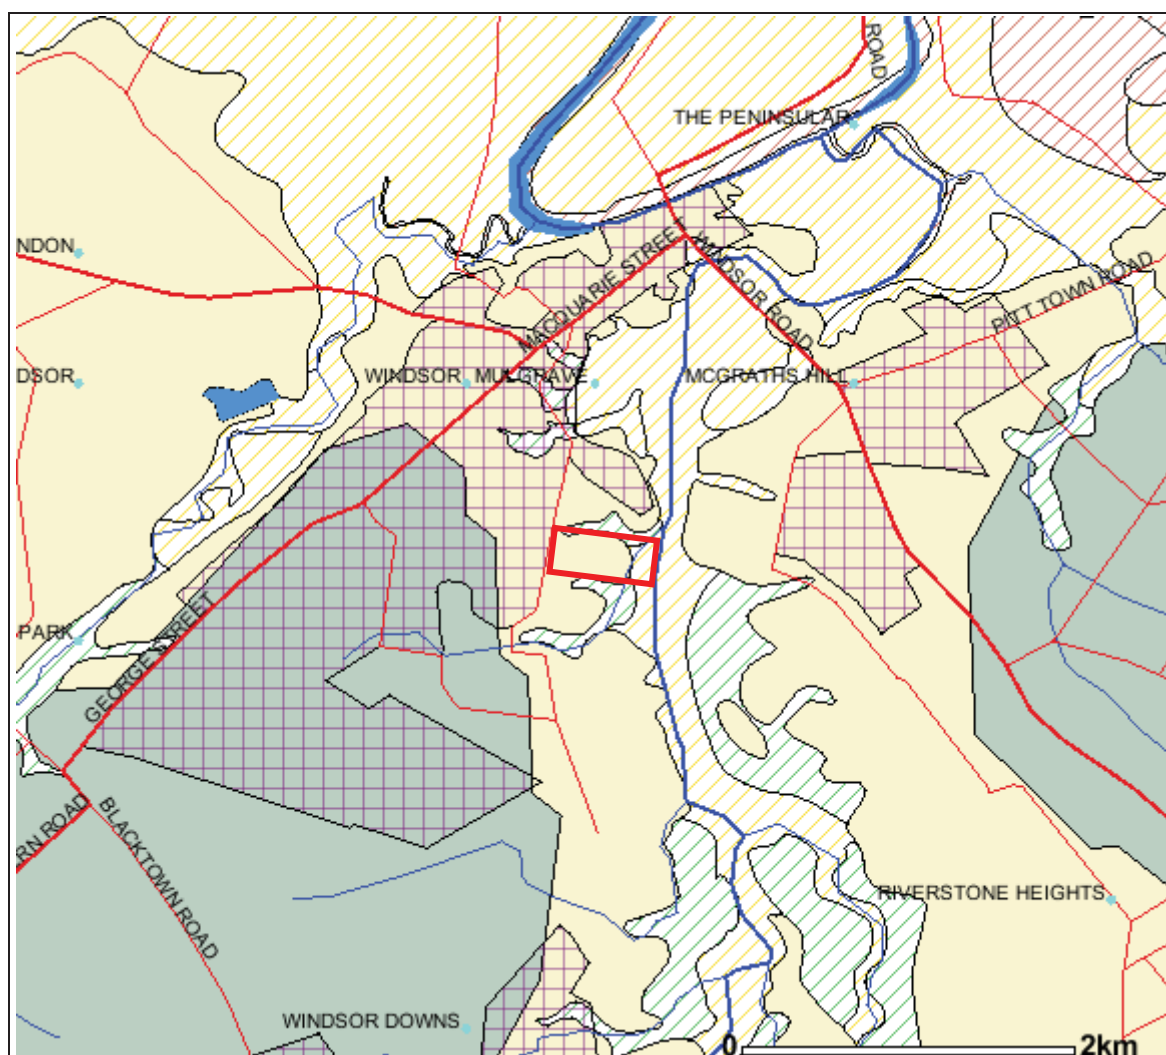 ROAD
THE PENINSULAR
NDON
MACQUARIE STREET
WINDSOR ROAD
PITT TOWN ROAD
DSOR
WINDSOR
MULGRAVE
MCGRATHS HILL
PARK
GEORGE STREET
RN ROAD
BLACKTOWN ROAD
RIVERSTONE HEIGHTS
WINDSOR DOWNS
0
2km